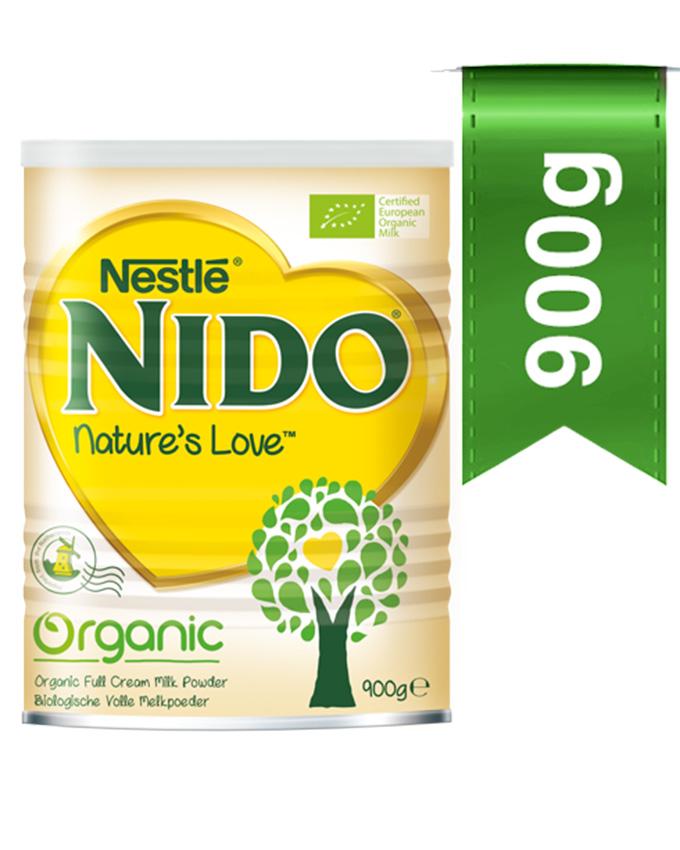 900g
Certified
European
Organic
Milk
Nestlé®
NIDO®
Nature's Love™
Organic
Organic Full Cream Milk Powder
Biologische Volle Melkpoeder
900g℮